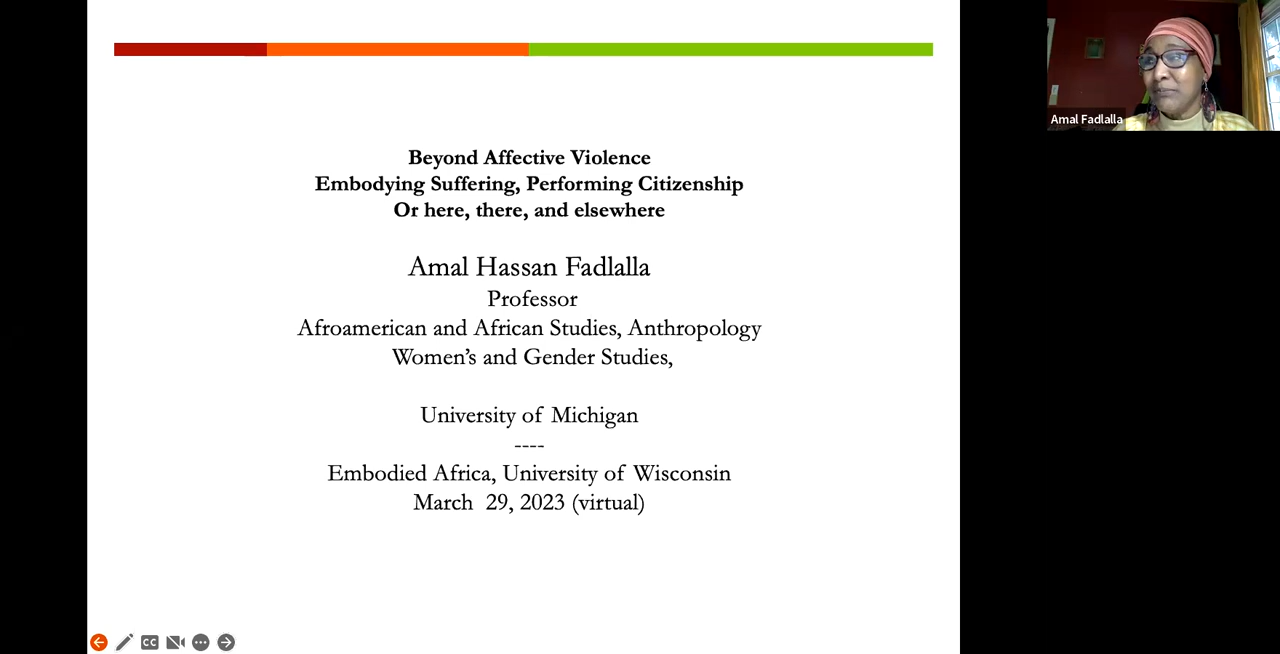 Beyond Affective Violence
Embodying Suffering, Performing Citizenship
Or here, there, and elsewhere
Amal Hassan Fadlalla
Professor
Afroamerican and African Studies, Anthropology
Women’s and Gender Studies,
University of Michigan
----
Embodied Africa, University of Wisconsin
March 29, 2023 (virtual)
Amal Fadlalla
CC